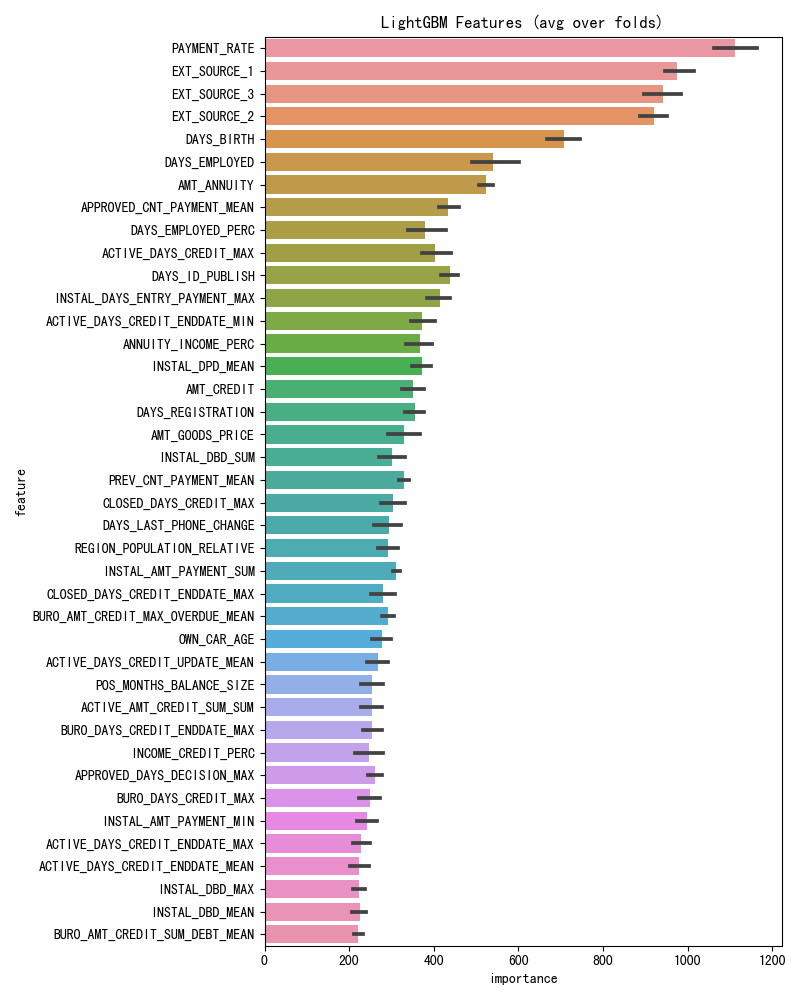 LightGBM Features (avg over folds)
PAYMENT_RATE
EXT_SOURCE_1
EXT_SOURCE_3
EXT_SOURCE_2
DAYS_BIRTH
DAYS_EMPLOYED
AMT_ANNUITY
APPROVED_CNT_PAYMENT_MEAN
DAYS_EMPLOYED_PERC
ACTIVE_DAYS_CREDIT_MAX
DAYS_ID_PUBLISH
INSTAL_DAYS_ENTRY_PAYMENT_MAX
ACTIVE_DAYS_CREDIT_ENDDATE_MIN
ANNUITY_INCOME_PERC
INSTAL_DPD_MEAN
AMT_CREDIT
DAYS_REGISTRATION
AMT_GOODS_PRICE
INSTAL_DBD_SUM
PREV_CNT_PAYMENT_MEAN
CLOSED_DAYS_CREDIT_MAX
DAYS_LAST_PHONE_CHANGE
REGION_POPULATION_RELATIVE
INSTAL_AMT_PAYMENT_SUM
CLOSED_DAYS_CREDIT_ENDDATE_MAX
BURO_AMT_CREDIT_MAX_OVERDUE_MEAN
OWN_CAR_AGE
ACTIVE_DAYS_CREDIT_UPDATE_MEAN
POS_MONTHS_BALANCE_SIZE
ACTIVE_AMT_CREDIT_SUM_SUM
BURO_DAYS_CREDIT_ENDDATE_MAX
INCOME_CREDIT_PERC
APPROVED_DAYS_DECISION_MAX
BURO_DAYS_CREDIT_MAX
INSTAL_AMT_PAYMENT_MIN
ACTIVE_DAYS_CREDIT_ENDDATE_MAX
ACTIVE_DAYS_CREDIT_ENDDATE_MEAN
INSTAL_DBD_MAX
INSTAL_DBD_MEAN
BURO_AMT_CREDIT_SUM_DEBT_MEAN
feature
0 200 400 600 800 1000 1200
importance